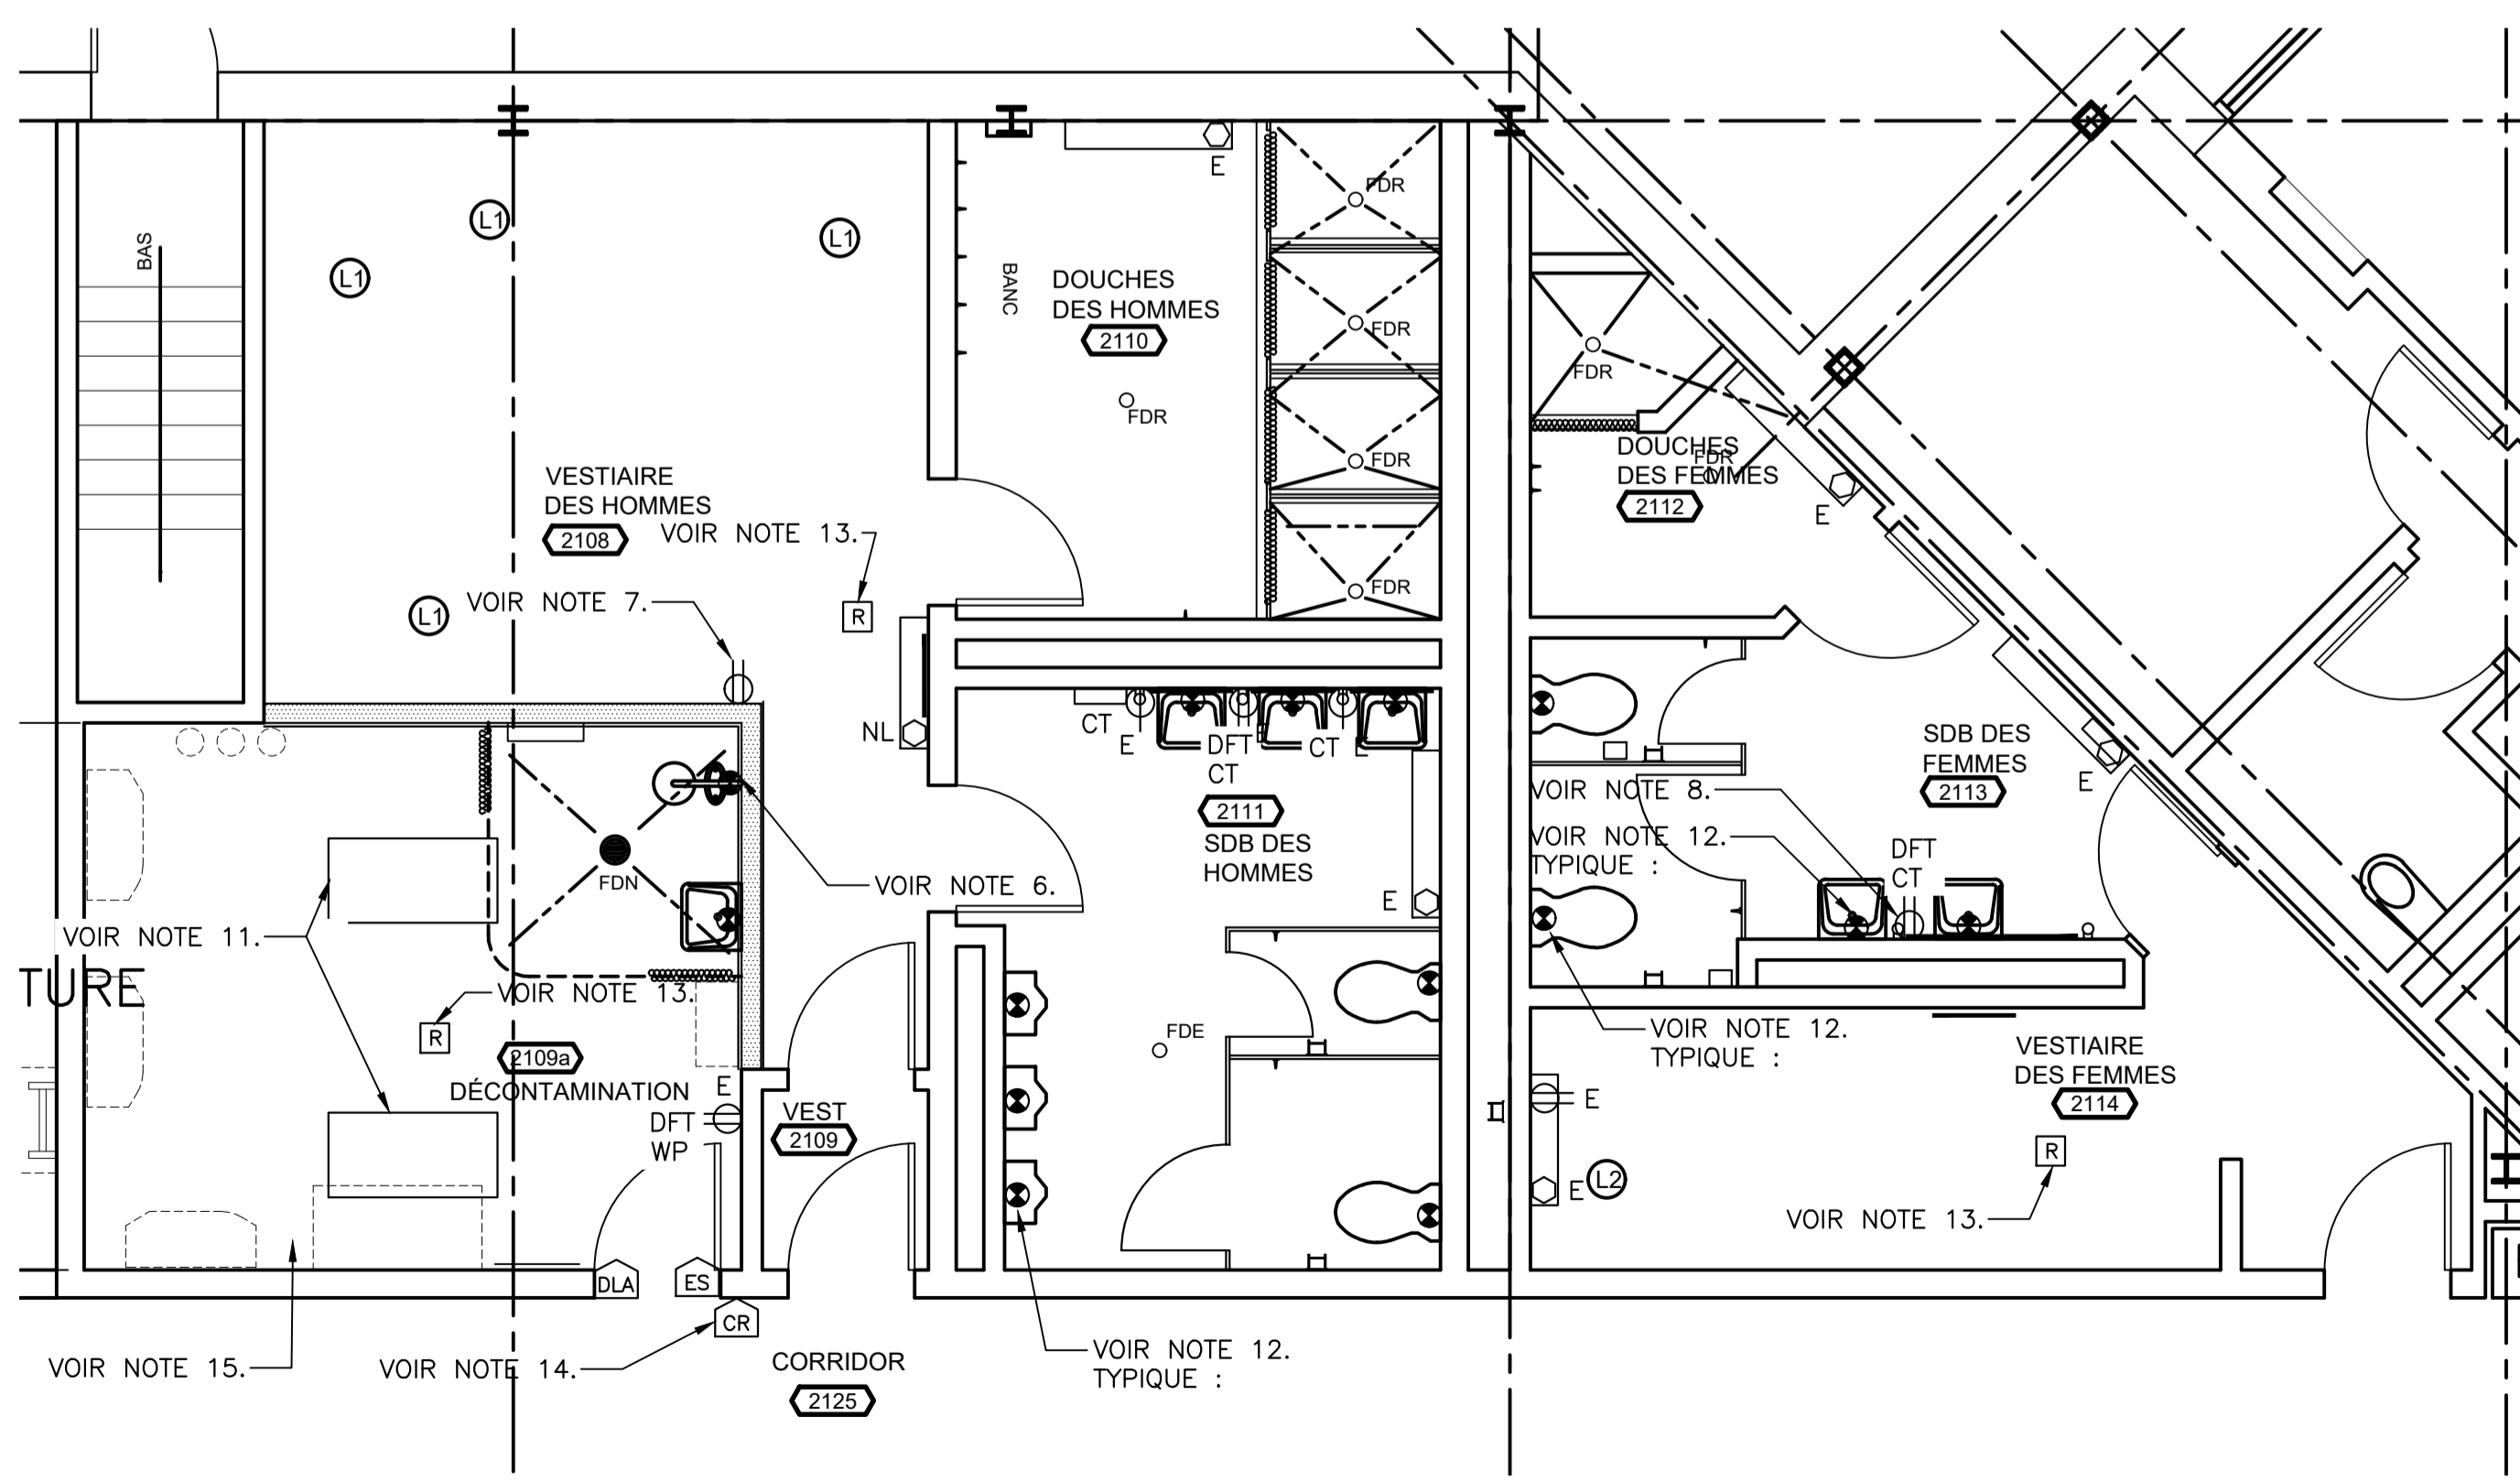 BAS
L1
L1
L1
E
FDR
BANC
DOUCHES
DES HOMMES
2110
FDR
FDR
FDR
FDR
FDR
DOUCHES
DES FEMMES
FDR
2112
E
VESTIAIRE
DES HOMMES
2108
VOIR NOTE 13.
R
L1
VOIR NOTE 7.
FDR
NL
CT
E
DFT
CT
CT
E
2111
SDB DES
HOMMES
E
SDB DES
FEMMES
2113
E
VOIR NOTE 8.
VOIR NOTE 12.
TYPIQUE :
DFT
CT
FDN
VOIR NOTE 6.
VOIR NOTE 11.
TURE
VOIR NOTE 13.
R
2109a
DÉCONTAMINATION
E
DFT
WP
VEST
2109
FDE
VOIR NOTE 12.
TYPIQUE :
VESTIAIRE
DES FEMMES
2114
E
E
L2
R
VOIR NOTE 13.
DLA
ES
CR
VOIR NOTE 15.
VOIR NOTE 14.
CORRIDOR
2125
VOIR NOTE 12.
TYPIQUE :